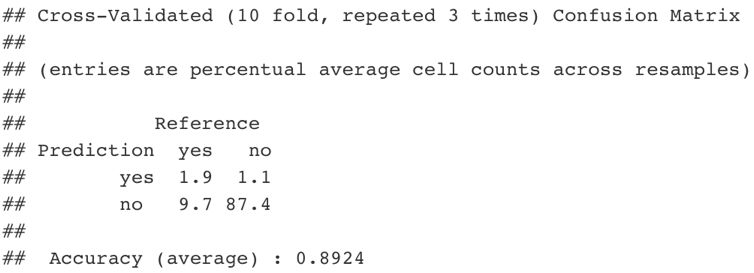 ## Cross-Validated (10 fold, repeated 3 times) Confusion Matrix
##
## (entries are percentual average cell counts across resamples)
##
##           Reference
## Prediction  yes   no
##        yes  1.9  1.1
##        no   9.7 87.4
##
##  Accuracy (average) : 0.8924